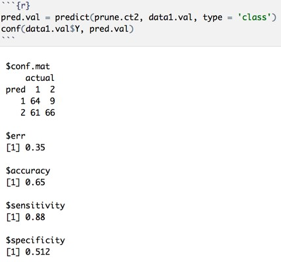 ```{r}
pred.val = predict(prune.ct2, data1.val, type = 'class')
conf(data1.val$Y, pred.val)
```
$conf.mat
    actual
pred  1  2
   1 64  9
   2 61 66
$err
[1] 0.35
$accuracy
[1] 0.65
$sensitivity
[1] 0.88
$specificity
[1] 0.512